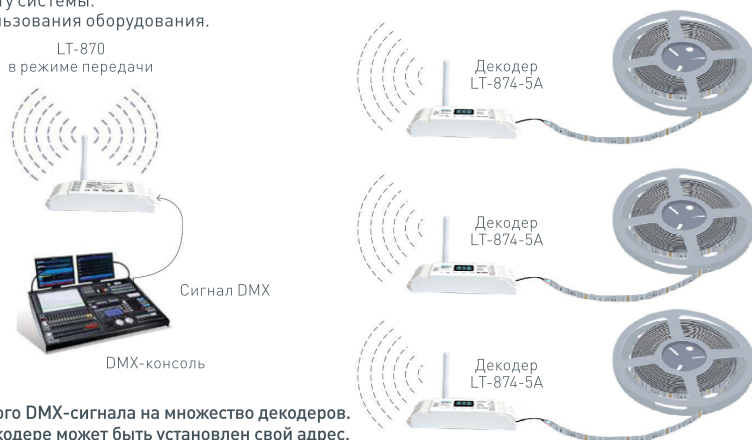 ту системы.
льзования оборудования.
LT-870
в режиме передачи
Сигнал DMX
DMX-консоль
Декодер
LT-874-5A
Декодер
LT-874-5A
Декодер
LT-874-5A
ого DMX-сигнала на множество декодеров.
кодере может быть установлен свой адрес.